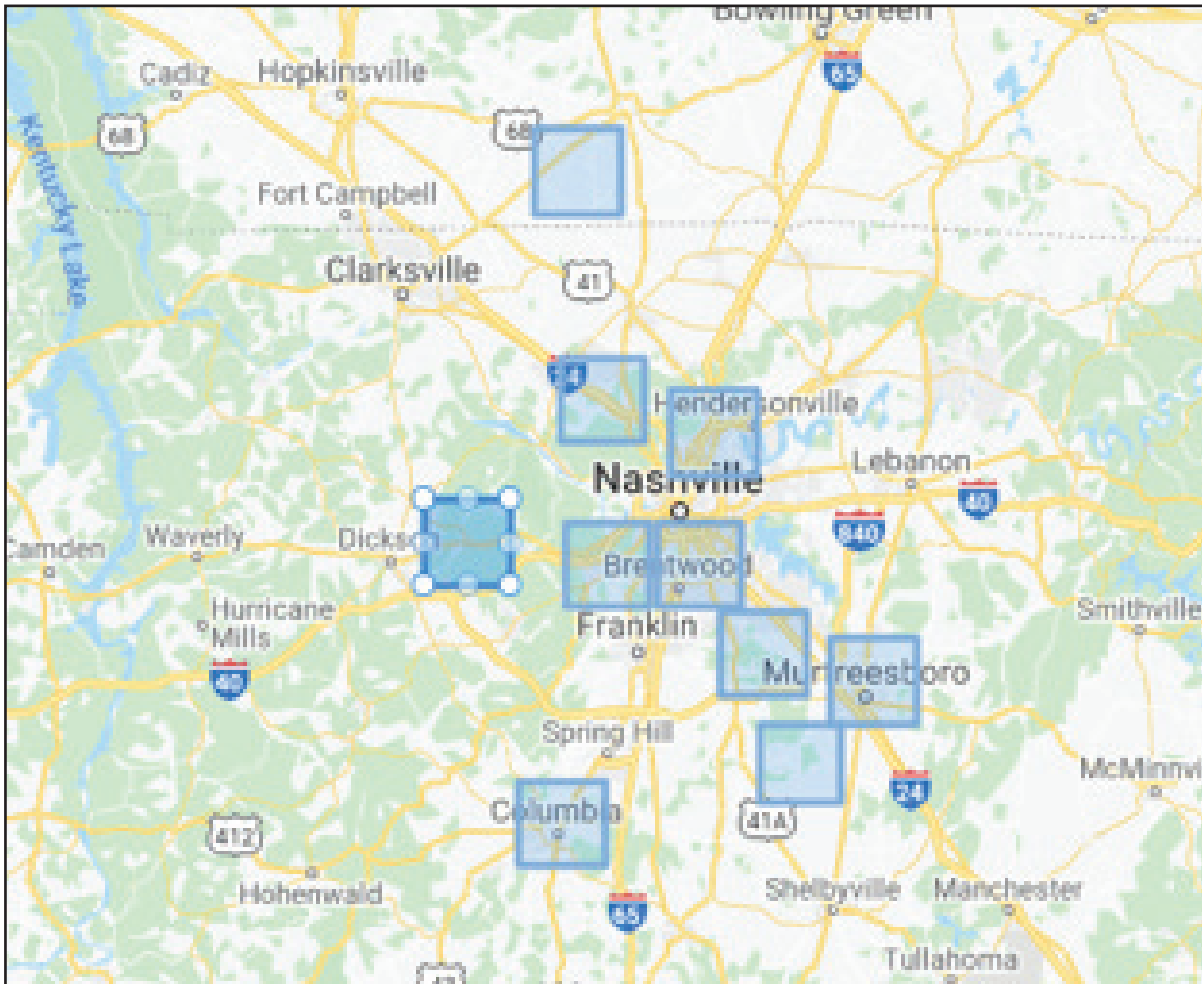 Bowling Green
65
Cadiz
Hopkinsville
68
68
Kentucky Lake
Fort Campbell
Clarksville
41
Hendersonville
Nashville
Lebanon
40
840
Camden
Waverly
Dickson
Brentwood
Smithville
Hurricane
Mills
Franklin
40
Murfreesboro
Spring Hill
McMinnvi
24
Columbia
41A
412
Hohenwald
Shelbyville
Manchester
65
Tullahoma